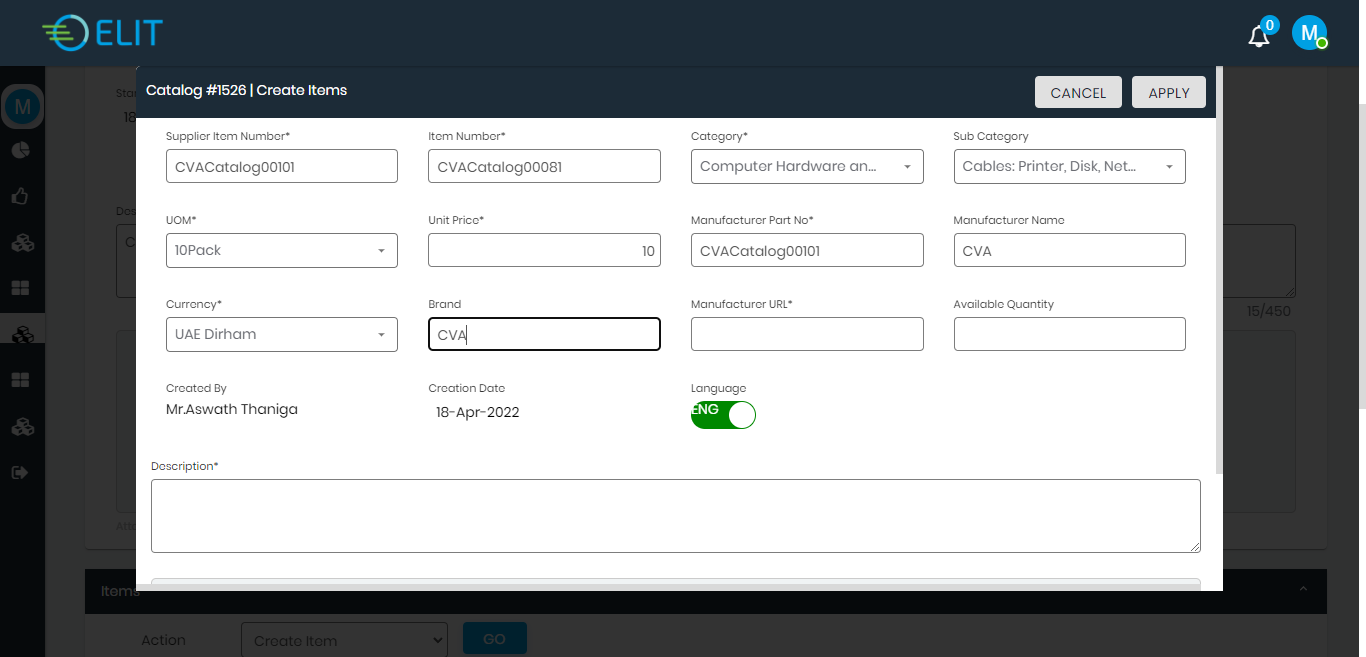 ELIT
0
M
Catalog #1526 | Create Items
CANCEL
APPLY
M
Supplier Item Number*
Item Number*
Category*
Sub Category
CVACatalog00101
CVACatalog00081
Computer Hardware an...
Cables: Printer, Disk, Net...
UOM*
Unit Price*
Manufacturer Part No*
Manufacturer Name
10Pack
10
CVACatalog00101
CVA
Currency*
Brand
Manufacturer URL*
Available Quantity
UAE Dirham
CVA
15/450
Created By
Creation Date
Language
Mr.Aswath Thaniga
18-Apr-2022
ENG
Description*
Items
Action
Create Item
GO